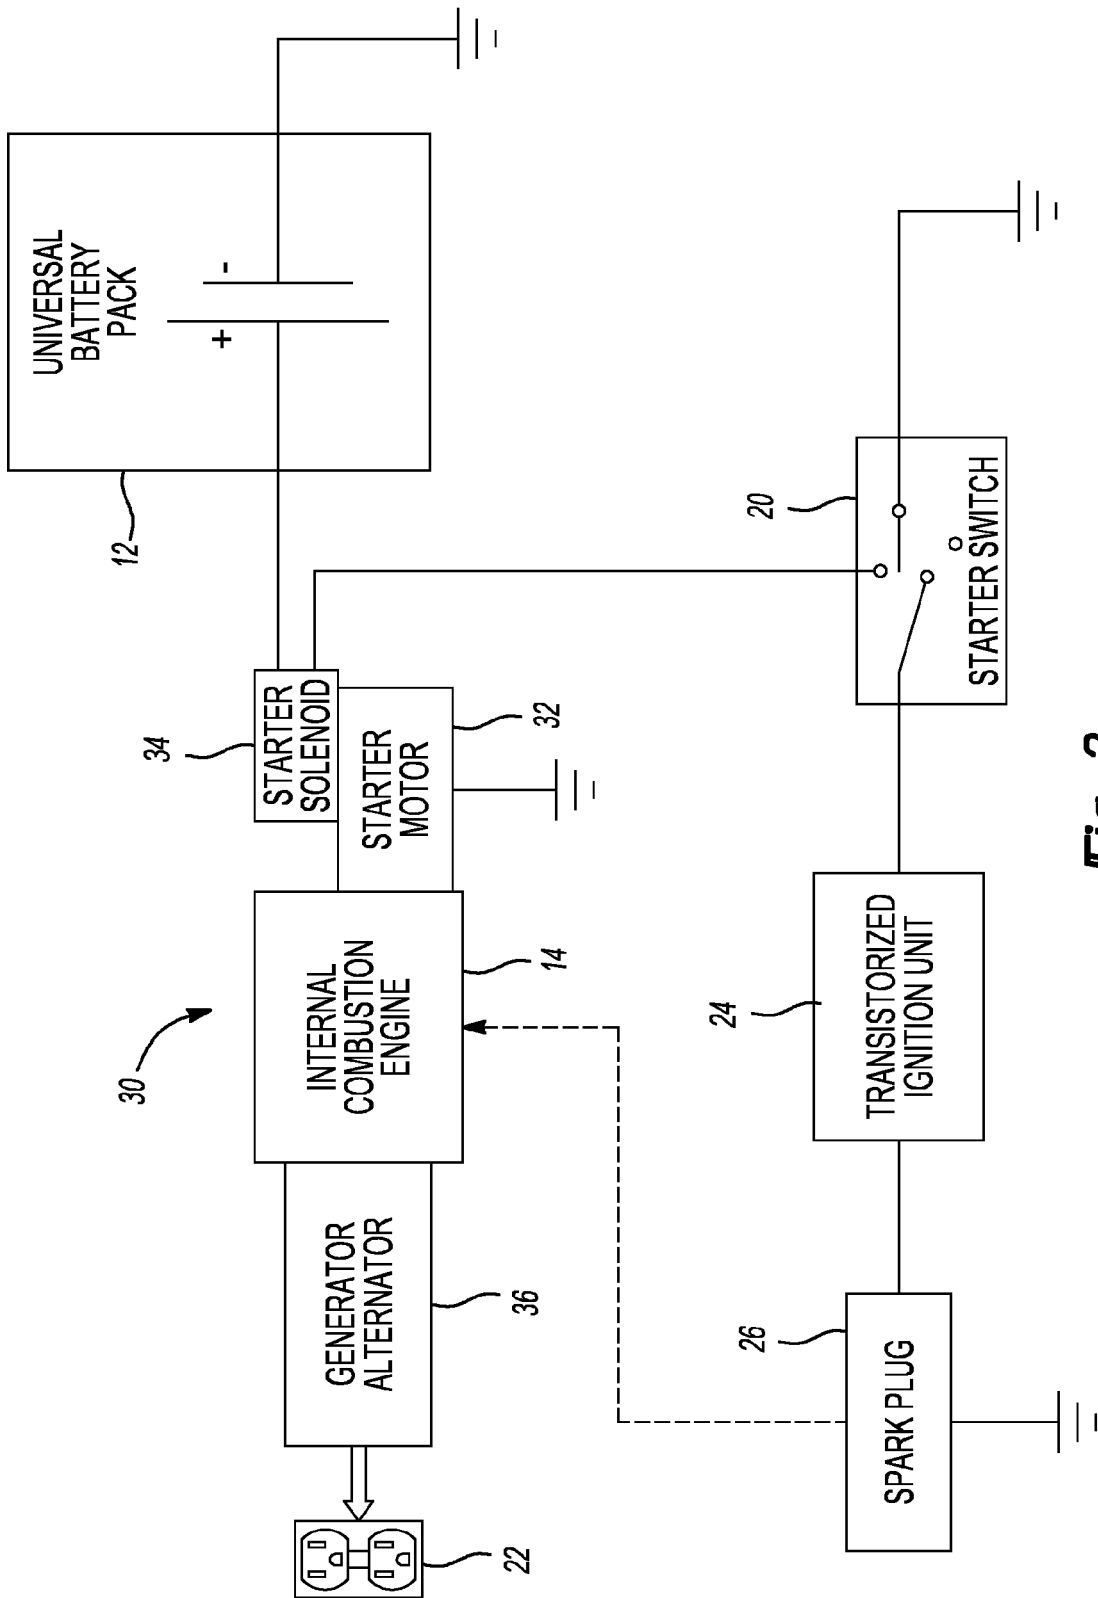 30
22
GENERATOR
ALTERNATOR
36
INTERNAL
COMBUSTION
ENGINE
14
34
STARTER
SOLENOID
STARTER
MOTOR
32
12
UNIVERSAL
BATTERY
PACK
+
-
26
SPARK PLUG
24
TRANSISTORIZED
IGNITION UNIT
20
STARTER SWITCH